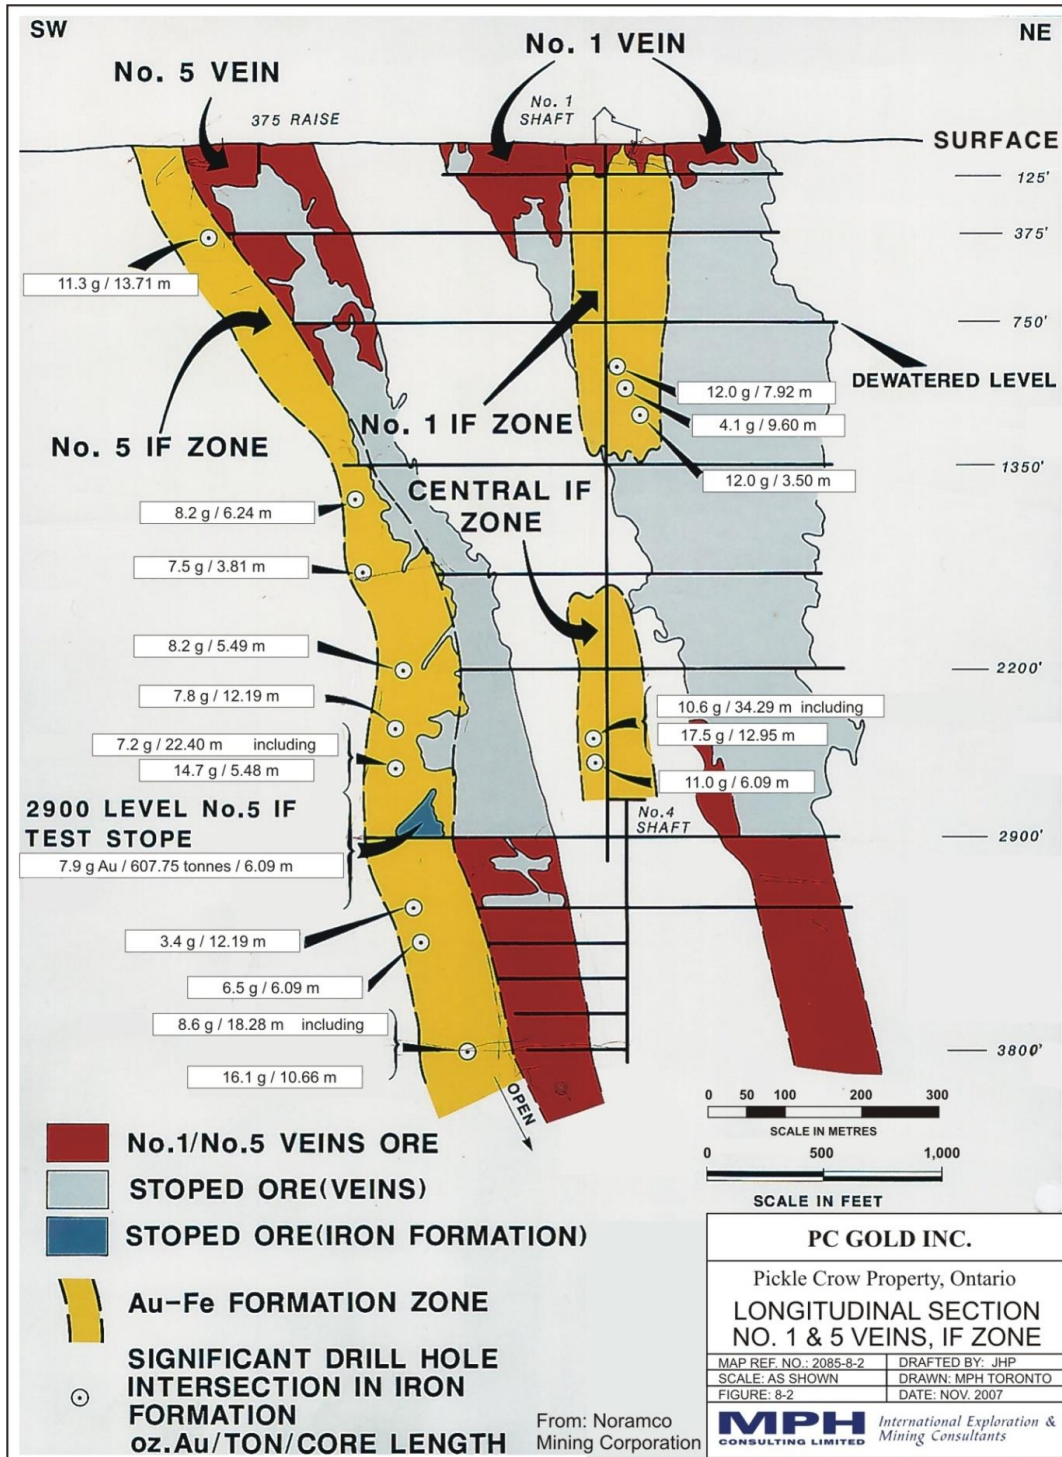 SW
NE
No. 1 VEIN
No. 5 VEIN
375 RAISE
No. 1
SHAFT
SURFACE
125'
375'
11.3 g / 13.71 m
750'
DEWATERED LEVEL
12.0 g / 7.92 m
4.1 g / 9.60 m
No. 1 IF ZONE
No. 5 IF ZONE
1350'
12.0 g / 3.50 m
CENTRAL IF
ZONE
8.2 g / 6.24 m
7.5 g / 3.81 m
8.2 g / 5.49 m
2200'
7.8 g / 12.19 m
10.6 g / 34.29 m including
17.5 g / 12.95 m
7.2 g / 22.40 m including
14.7 g / 5.48 m
11.0 g / 6.09 m
2900 LEVEL No.5 IF
TEST STOPE
No.4
SHAFT
2900'
7.9 g Au / 607.75 tonnes / 6.09 m
3.4 g / 12.19 m
6.5 g / 6.09 m
8.6 g / 18.28 m including
16.1 g / 10.66 m
3800'
OPEN
0 50 100 200 300
SCALE IN METRES
0 500 1,000
SCALE IN FEET
No.1/No.5 VEINS ORE
STOPED ORE(VEINS)
STOPED ORE(IRON FORMATION)
Au-Fe FORMATION ZONE
SIGNIFICANT DRILL HOLE
INTERSECTION IN IRON
FORMATION
oz.Au/TON/CORE LENGTH
From: Noramco
Mining Corporation
PC GOLD INC.
Pickle Crow Property, Ontario
LONGITUDINAL SECTION
NO. 1 & 5 VEINS, IF ZONE
MAP REF. NO.: 2085-8-2
DRAFTED BY: JHP
SCALE: AS SHOWN
DRAWN: MPH TORONTO
FIGURE: 8-2
DATE: NOV. 2007
MPH
CONSULTING LIMITED
International Exploration &
Mining Consultants